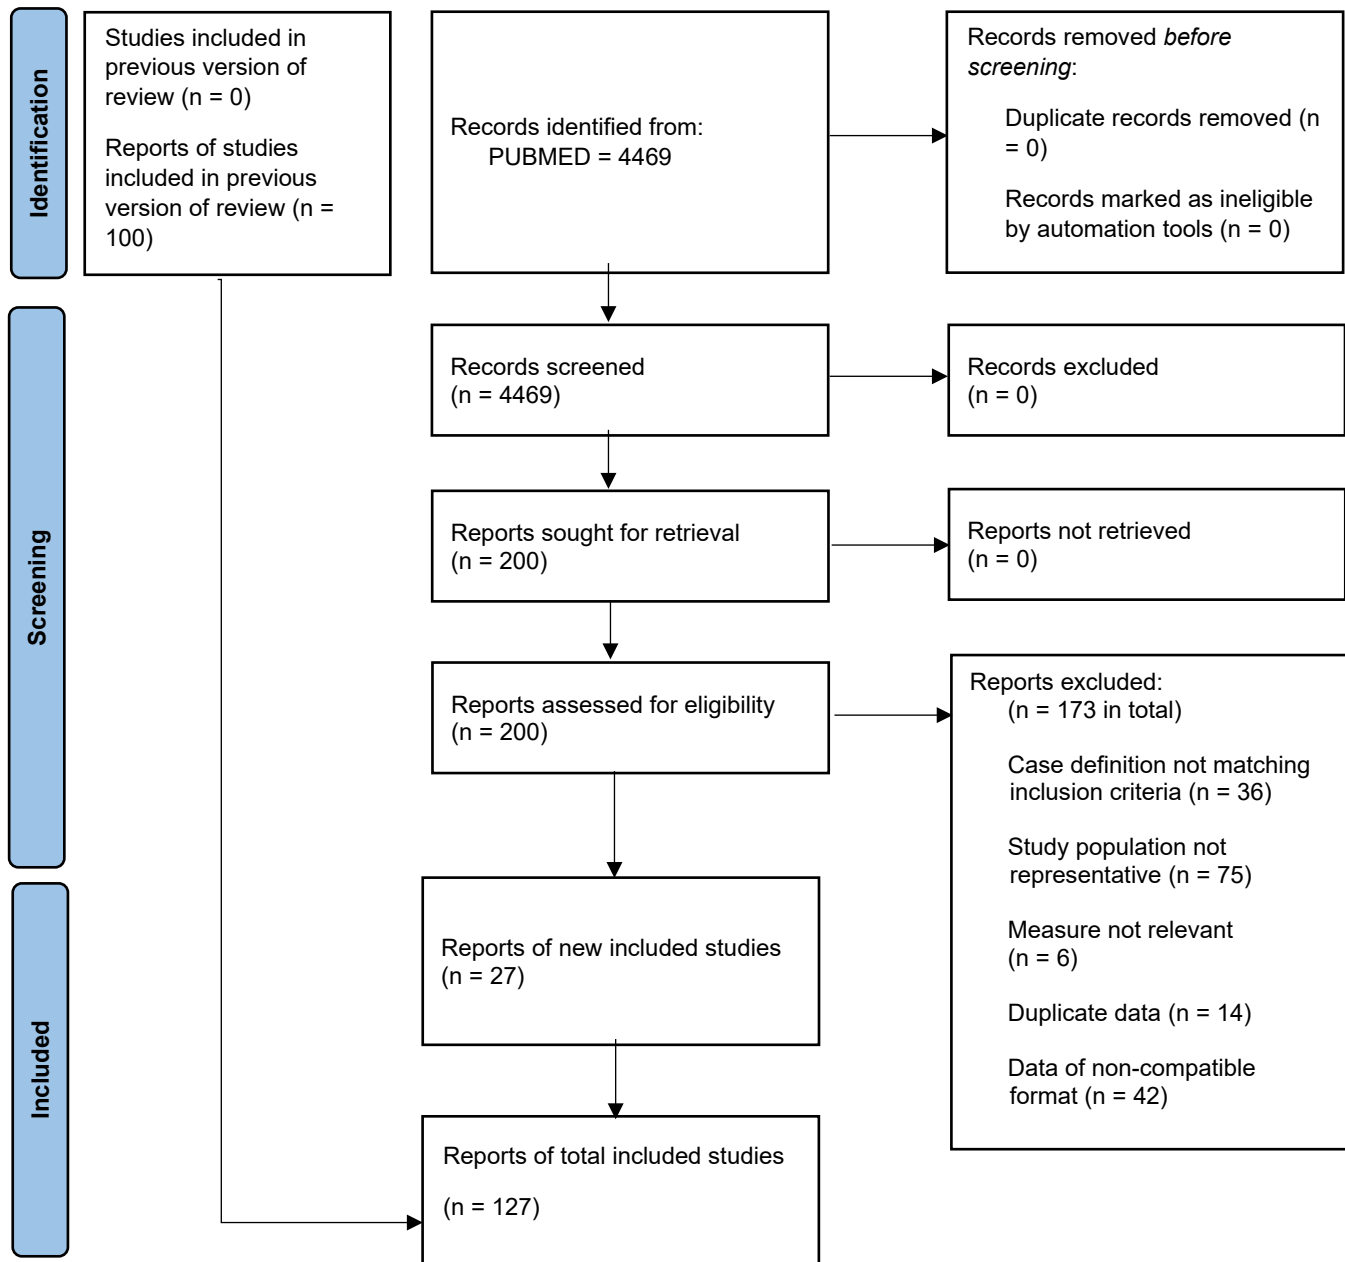 Identification
Studies included in
previous version of
review (n = 0)
Reports of studies
included in previous
version of review (n =
100)
Records identified from:
PUBMED = 4469
Records removed before
screening:
Duplicate records removed (n
= 0)
Records marked as ineligible
by automation tools (n = 0)
Screening
Records screened
(n = 4469)
Records excluded
(n = 0)
Reports sought for retrieval
(n = 200)
Reports not retrieved
(n = 0)
Reports assessed for eligibility
(n = 200)
Reports excluded:
(n = 173 in total)
Case definition not matching
inclusion criteria (n = 36)
Study population not
representative (n = 75)
Measure not relevant
(n = 6)
Duplicate data (n = 14)
Data of non-compatible
format (n = 42)
Included
Reports of new included studies
(n = 27)
Reports of total included studies
(n = 127)